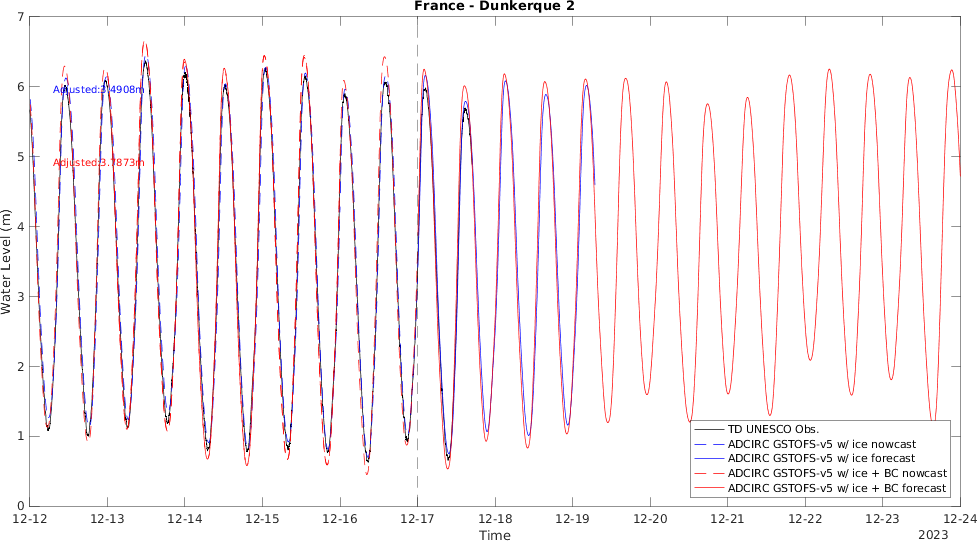 France - Dunkerque 2
Water Level (m)
7
6
5
4
3
2
1
0
Adjusted:3.4908m
Adjusted:3.7873m
TD UNESCO Obs.
ADCIRC GSTOFS-v5 w/ ice nowcast
ADCIRC GSTOFS-v5 w/ ice forecast
ADCIRC GSTOFS-v5 w/ ice + BC nowcast
ADCIRC GSTOFS-v5 w/ ice + BC forecast
12-12 12-13 12-14 12-15 12-16 12-17 12-18 12-19 12-20 12-21 12-22 12-23 12-24
Time
2023